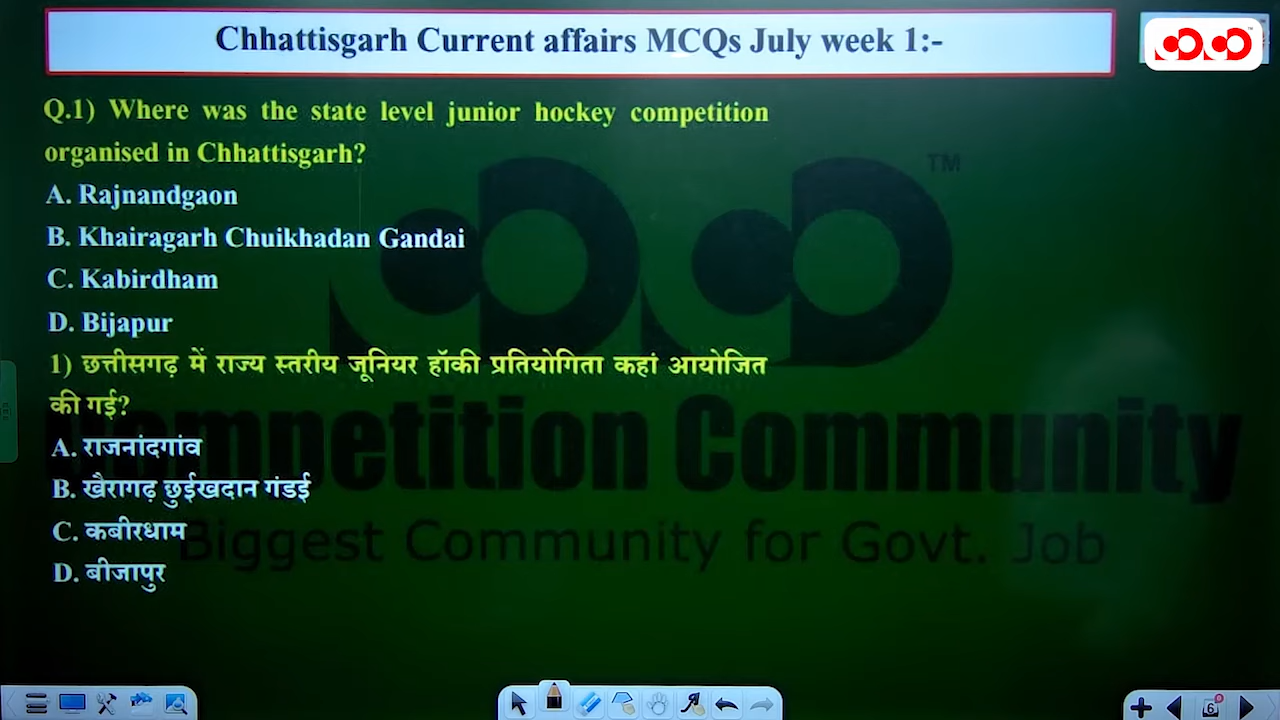 Chhattisgarh Current affairs MCQs July week 1:-
Q.1) Where was the state level junior hockey competition
organised in Chhattisgarh?
A. Rajnandgaon
B. Khairagarh Chuikhadan Gandai
C. Kabirdham
D. Bijapur
1) छत्तीसगढ़ में राज्य स्तरीय जूनियर हॉकी प्रतियोगिता कहां आयोजित
की गई?
A. राजनांदगांव
B. खैरागढ़ छुईखदान गंडई
C. कबीरधाम
D. बीजापुर
TM
Competition Community
Biggest Community for Govt. Job
6